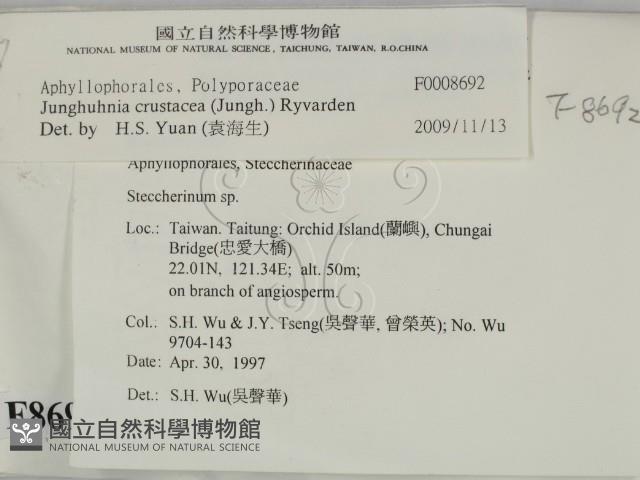 國立自然科學博物館
NATIONAL MUSEUM OF NATURAL SCIENCE, TAICHUNG, TAIWAN, R.O.CHINA
Aphyllophorales, Polyporaceae F0008692
Junghuhnia crustacea (Jungh.) Ryvarden
Det. by H.S. Yuan (袁海生) 2009/11/13
F-8692
Aphyllophorales, Steccherinaceae
Steccherinum sp.
Loc.: Taiwan. Taitung: Orchid Island(蘭嶼), Chungai
Bridge(忠愛大橋)
22.01N, 121.34E; alt. 50m;
on branch of angiosperm.
Col.: S.H. Wu & J.Y. Tseng(吳聲華, 曾榮英); No. Wu
9704-143
Date: Apr. 30, 1997
Det.: S.H. Wu(吳聲華)
F869
國立自然科學博物館
NATIONAL MUSEUM OF NATURAL SCIENCE